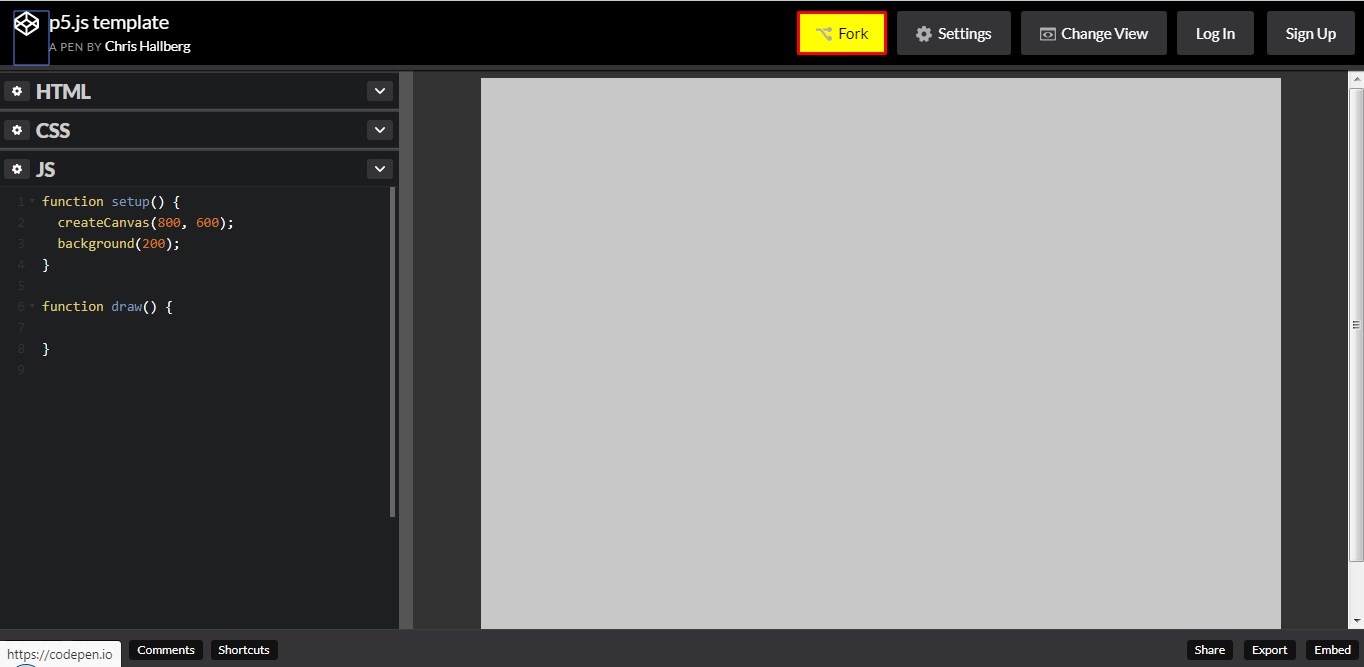 p5.js template
A PEN BY Chris Hallberg
Fork
Settings
Change View
Log In
Sign Up
HTML
CSS
JS
1 function setup() {
2 createCanvas(800, 600);
3 background(200);
4 }
5
6 function draw() {
7
8 }
9
https://codepen.io
Comments
Shortcuts
Share
Export
Embed